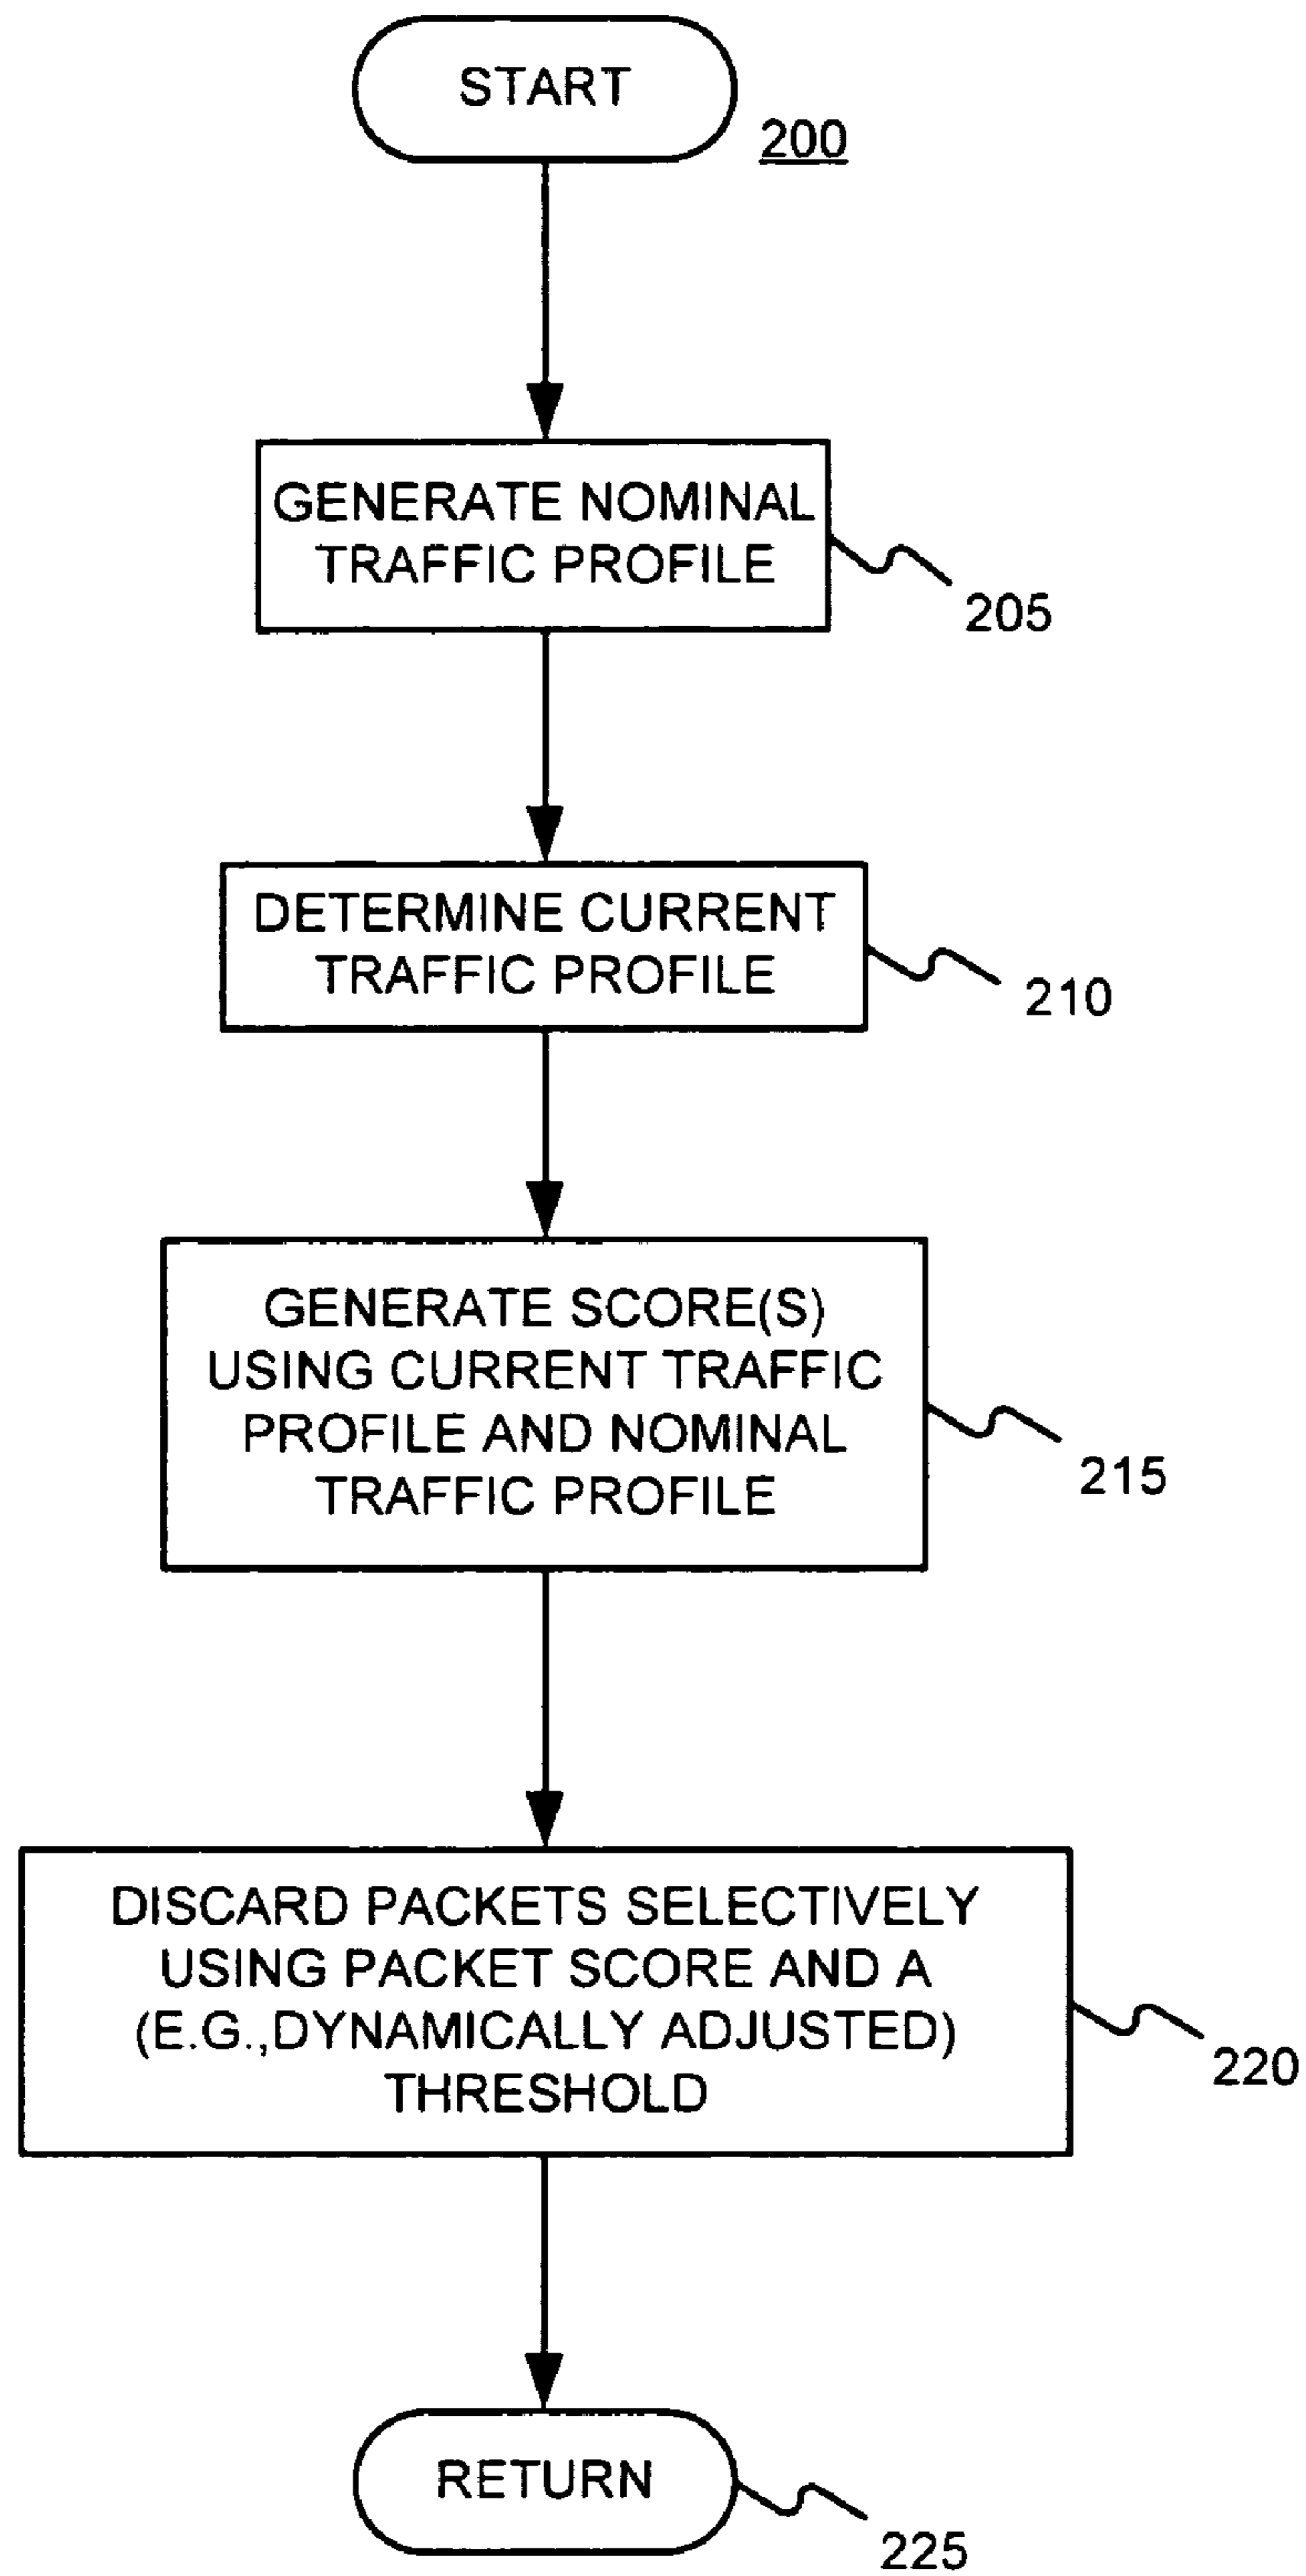 START
200
GENERATE NOMINAL
TRAFFIC PROFILE
205
DETERMINE CURRENT
TRAFFIC PROFILE
210
GENERATE SCORE(S)
USING CURRENT TRAFFIC
PROFILE AND NOMINAL
TRAFFIC PROFILE
215
DISCARD PACKETS SELECTIVELY
USING PACKET SCORE AND A
(E.G.,DYNAMICALLY ADJUSTED)
THRESHOLD
220
RETURN
225